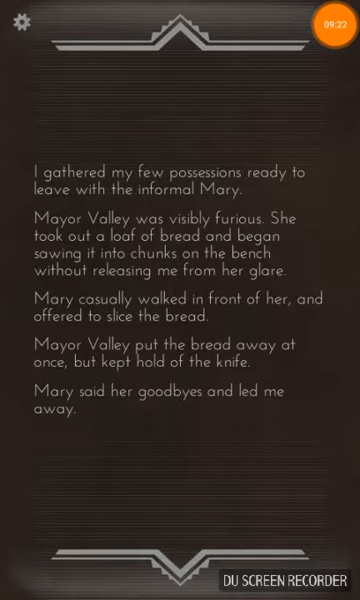 09:22
I gathered my few possessions ready to
leave with the informal Mary.
Mayor Valley was visibly furious. She
took out a loaf of bread and began
sawing it into chunks on the bench
without releasing me from her glare.
Mary casually walked in front of her, and
offered to slice the bread.
Mayor Valley put the bread away at
once, but kept hold of the knife.
Mary said her goodbyes and led me
away.
DU SCREEN RECORDER